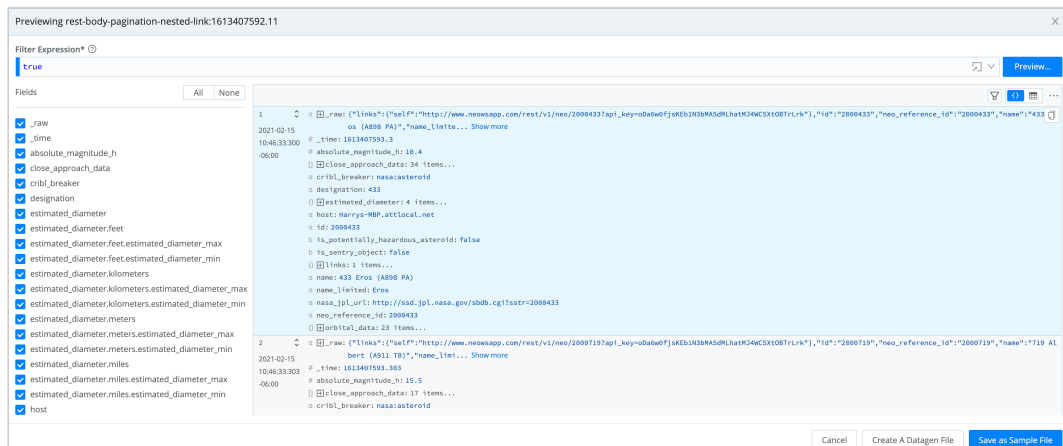 Previewing rest-body-pagination-nested-link:1613407592.11
Filter Expression*
true
Preview...
Fields
All None
_raw
_time
absolute_magnitude_h
close_approach_data
cribl_breaker
designation
estimated_diameter
estimated_diameter.feet
estimated_diameter.feet.estimated_diameter_max
estimated_diameter.feet.estimated_diameter_min
estimated_diameter.kilometers
estimated_diameter.kilometers.estimated_diameter_max
estimated_diameter.kilometers.estimated_diameter_min
estimated_diameter.meters
estimated_diameter.meters.estimated_diameter_max
estimated_diameter.meters.estimated_diameter_min
estimated_diameter.miles
estimated_diameter.miles.estimated_diameter_max
estimated_diameter.miles.estimated_diameter_min
host
1
2021-02-15
10:46:33.300
-06:00
α _raw: {"links":{"self":"http://www.neowsapp.com/rest/v1/neo/2000433?api_key=oDa6w0fjsKEb1N3bMASdMLhatMJ4WC5XtOBTrLrk"},"id":"2000433","neo_reference_id":"2000433","name":"433
os (A898 PA)","name_limite... Show more
# _time: 1613407593.3
# absolute_magnitude_h: 10.4
[] close_approach_data: 34 items...
α cribl_breaker: nasa:asteroid
α designation: 433
{} estimated_diameter: 4 items...
α host: Harrys-MBP.attlocal.net
α id: 2000433
b is_potentially_hazardous_asteroid: false
b is_sentry_object: false
{} links: 1 items...
α name: 433 Eros (A898 PA)
α name_limited: Eros
α nasa_jpl_url: http://ssd.jpl.nasa.gov/sbdb.cgi?sstr=2000433
α neo_reference_id: 2000433
{} orbital_data: 23 items...
2
2021-02-15
10:46:33.303
-06:00
α _raw: {"links":{"self":"http://www.neowsapp.com/rest/v1/neo/2000719?api_key=oDa6w0fjsKEb1N3bMASdMLhatMJ4WC5XtOBTrLrk"},"id":"2000719","neo_reference_id":"2000719","name":"719 Al
bert (A911 TB)","name_limi... Show more
# _time: 1613407593.303
# absolute_magnitude_h: 15.5
[] close_approach_data: 17 items...
α cribl_breaker: nasa:asteroid
Cancel Create A Datagen File Save as Sample File